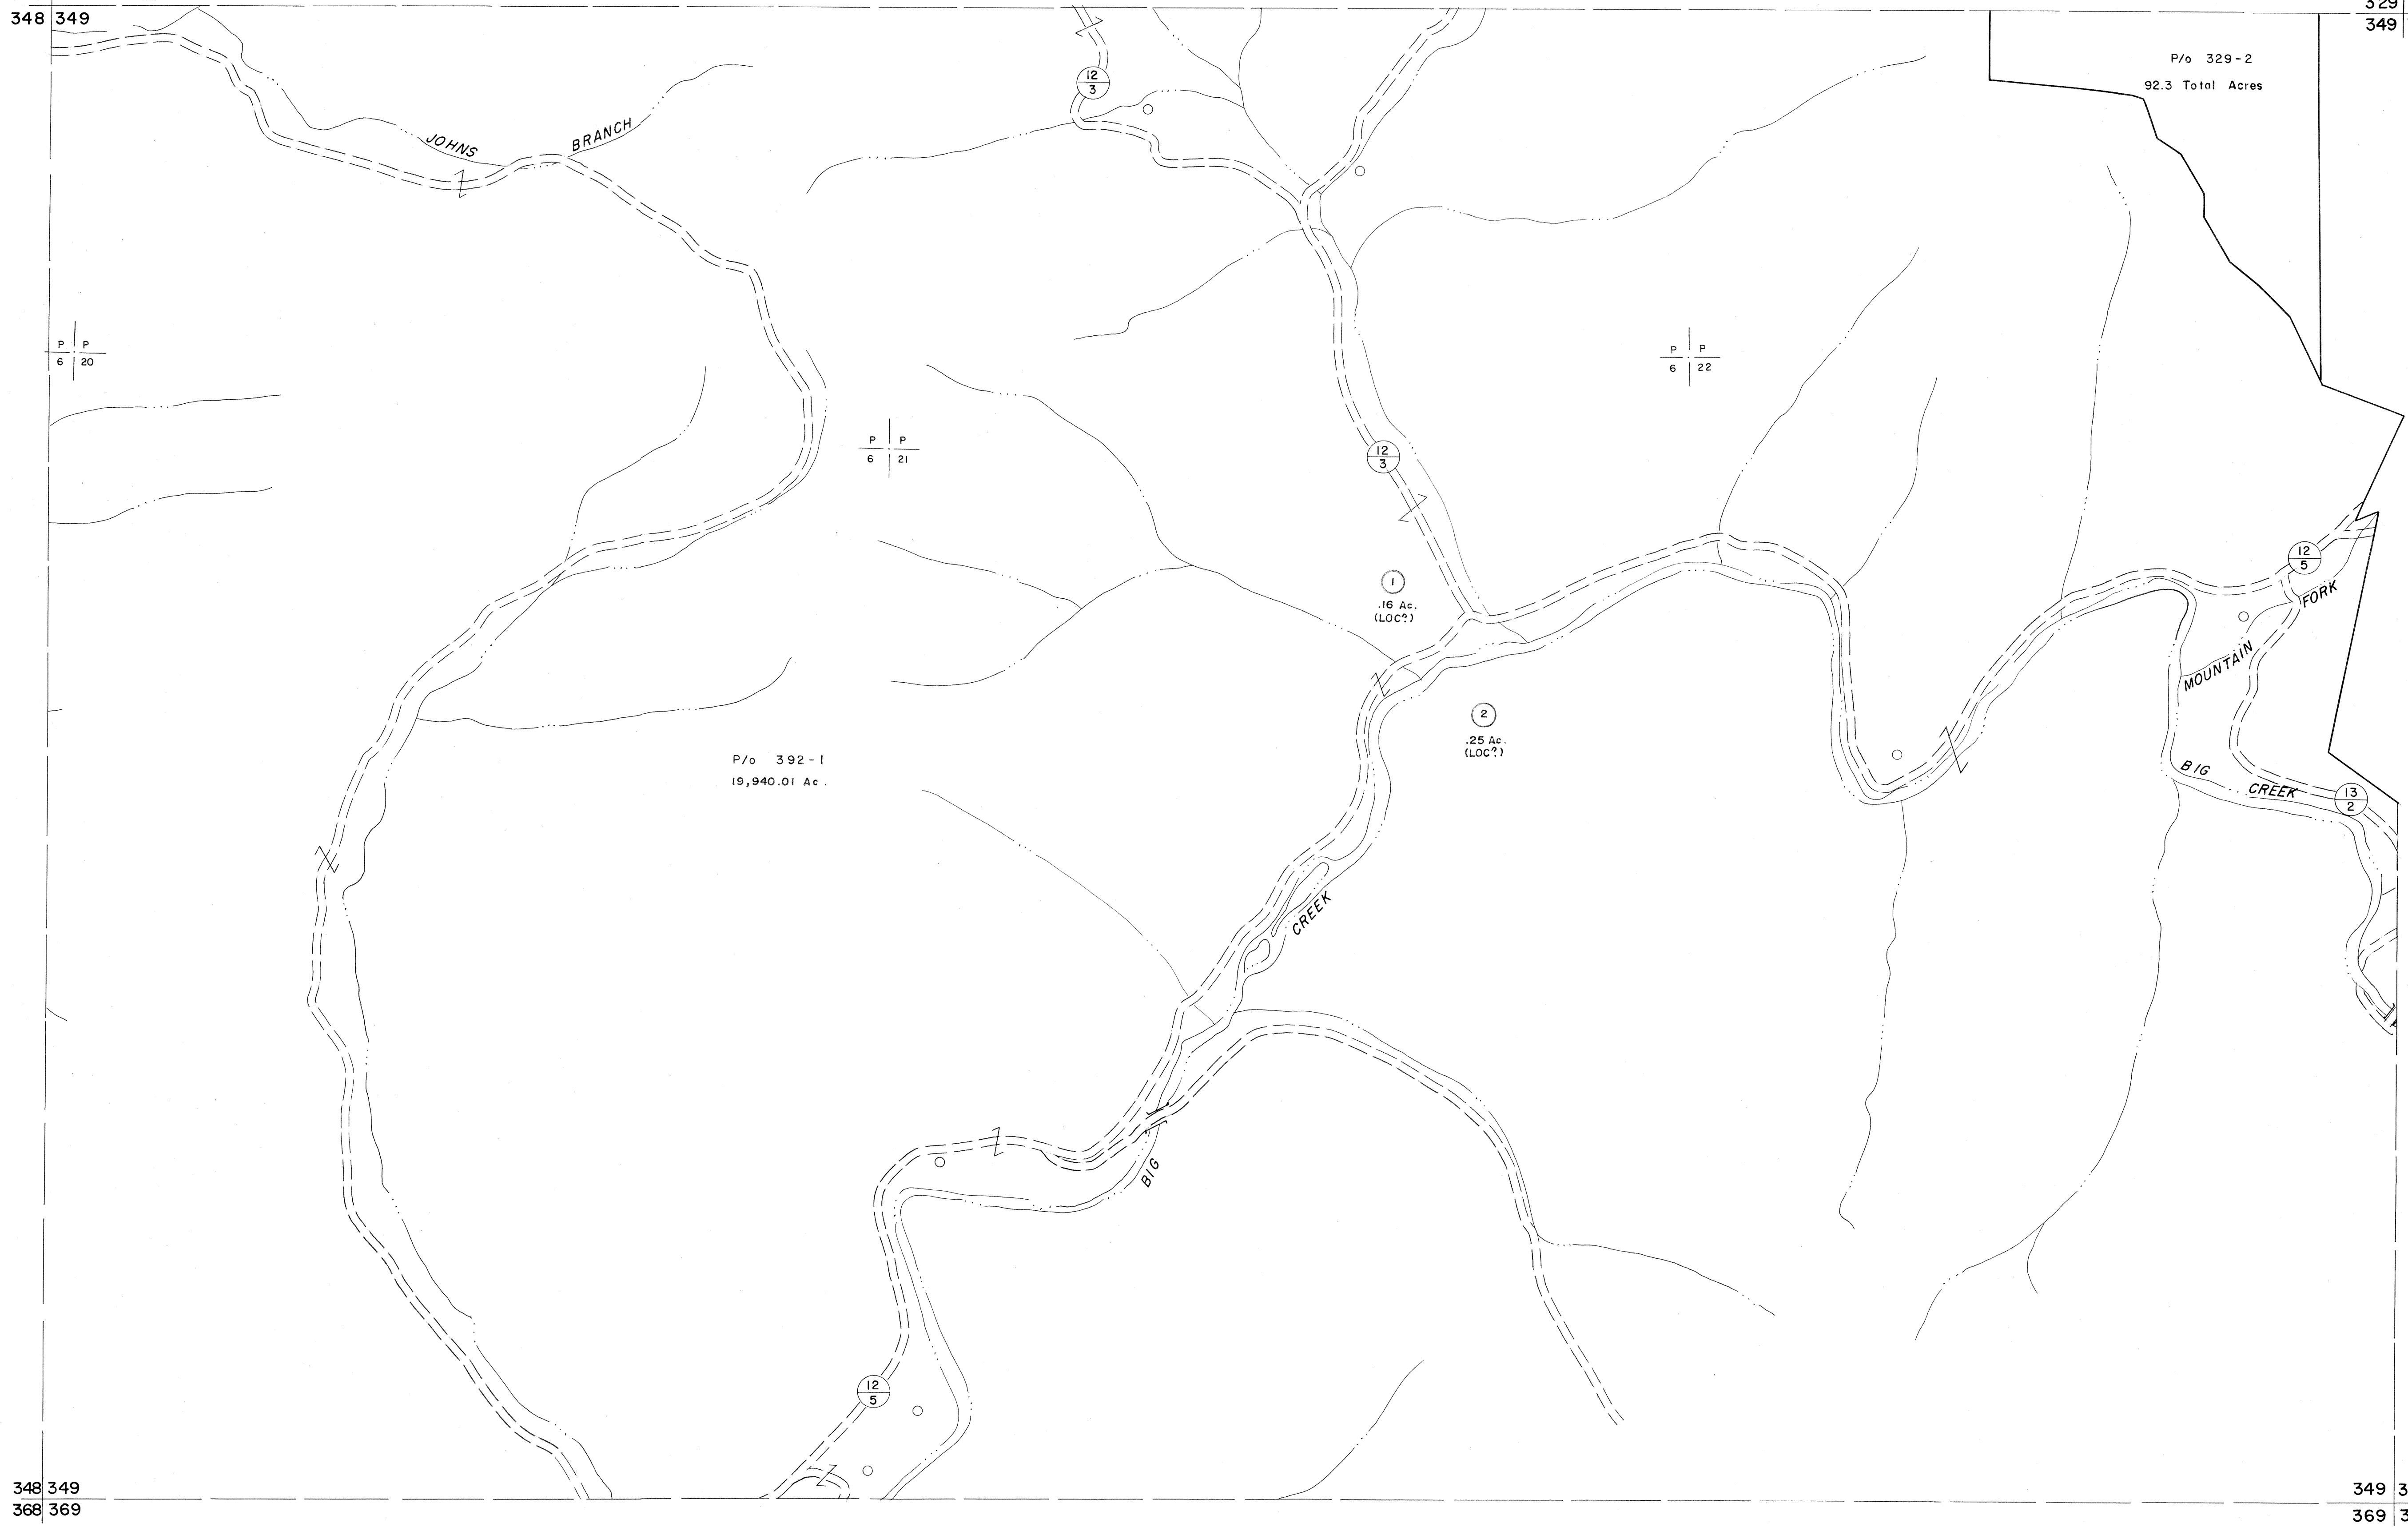 348 349
329
349
P/o 329-2
92.3 Total Acres
12
3
JOHNS BRANCH
P P
6 20
P P
6 22
P P
6 21
12
3
12
5
1
.16 Ac.
(LOC?)
FORK
MOUNTAIN
2
.25 Ac.
(LOC?)
P/o 392-1
19,940.01 Ac.
BIG
CREEK
13
2
CREEK
BIG
12
5
348 349
368 369
349 3
369 3